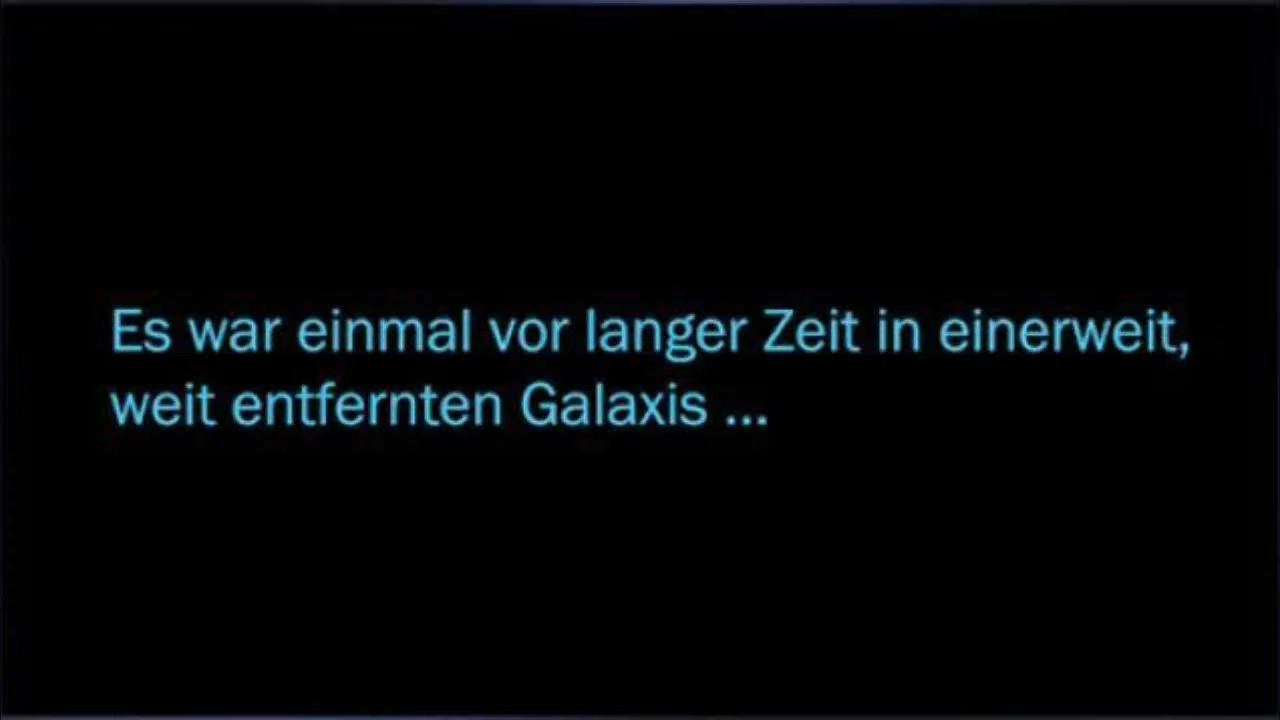 Es war einmal vor langer Zeit in einerweit,
weit entfernten Galaxis ...